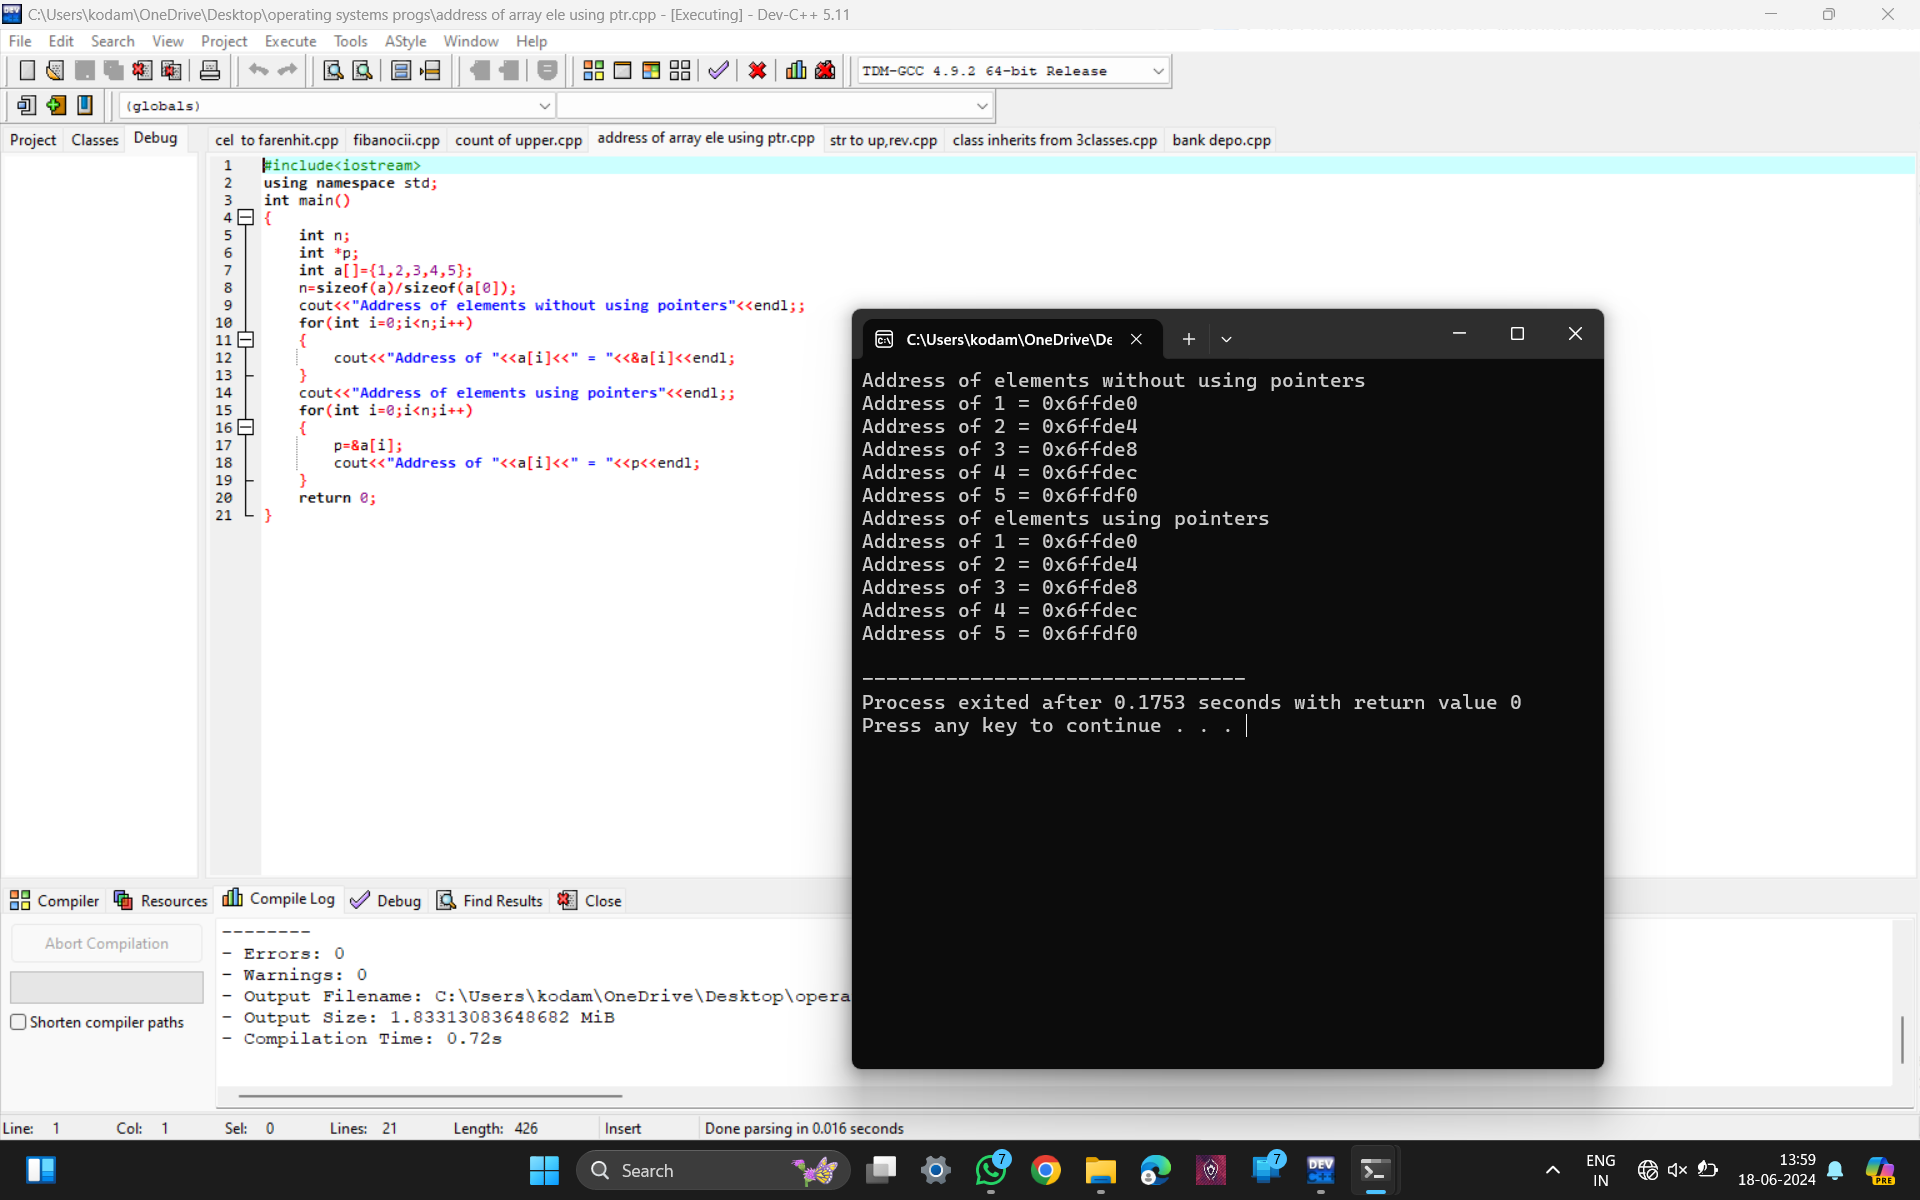 C:\Users\kodam\OneDrive\Desktop\operating systems progs\address of array ele using ptr.cpp - [Executing] - Dev-C++ 5.11
File Edit Search View Project Execute Tools AStyle Window Help
TDM-GCC 4.9.2 64-bit Release
(globals)
Project Classes Debug
cel to farenhit.cpp fibanocii.cpp count of upper.cpp address of array ele using ptr.cpp str to up,rev.cpp class inherits from 3classes.cpp bank depo.cpp
1 #include<iostream>
2 using namespace std;
3 int main()
4 {
5 int n;
6 int *p;
7 int a[]={1,2,3,4,5};
8 n=sizeof(a)/sizeof(a[0]);
9 cout<<"Address of elements without using pointers"<<endl;;
10 for(int i=0;i<n;i++)
11 {
12 cout<<"Address of "<<a[i]<<" = "<<&a[i]<<endl;
13 }
14 cout<<"Address of elements using pointers"<<endl;;
15 for(int i=0;i<n;i++)
16 {
17 p=&a[i];
18 cout<<"Address of "<<a[i]<<" = "<<p<<endl;
19 }
20 return 0;
21 }
C:\Users\kodam\OneDrive\De
Address of elements without using pointers
Address of 1 = 0x6ffde0
Address of 2 = 0x6ffde4
Address of 3 = 0x6ffde8
Address of 4 = 0x6ffdec
Address of 5 = 0x6ffdf0
Address of elements using pointers
Address of 1 = 0x6ffde0
Address of 2 = 0x6ffde4
Address of 3 = 0x6ffde8
Address of 4 = 0x6ffdec
Address of 5 = 0x6ffdf0
--------------------------------
Process exited after 0.1753 seconds with return value 0
Press any key to continue . . .
Compiler Resources Compile Log Debug Find Results Close
Abort Compilation
Shorten compiler paths
--------
- Errors: 0
- Warnings: 0
- Output Filename: C:\Users\kodam\OneDrive\Desktop\opera
- Output Size: 1.83313083648682 MiB
- Compilation Time: 0.72s
Line: 1 Col: 1 Sel: 0 Lines: 21 Length: 426 Insert Done parsing in 0.016 seconds
Search
7
7
DEV
ENG
IN
13:59
18-06-2024
PRE